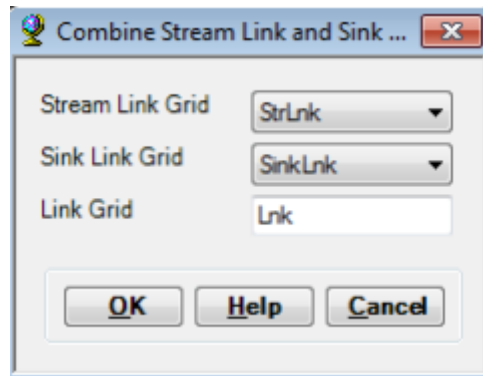 Combine Stream Link and Sink ...
Stream Link Grid StrLnk
Sink Link Grid SinkLnk
Link Grid Lnk
OK Help Cancel